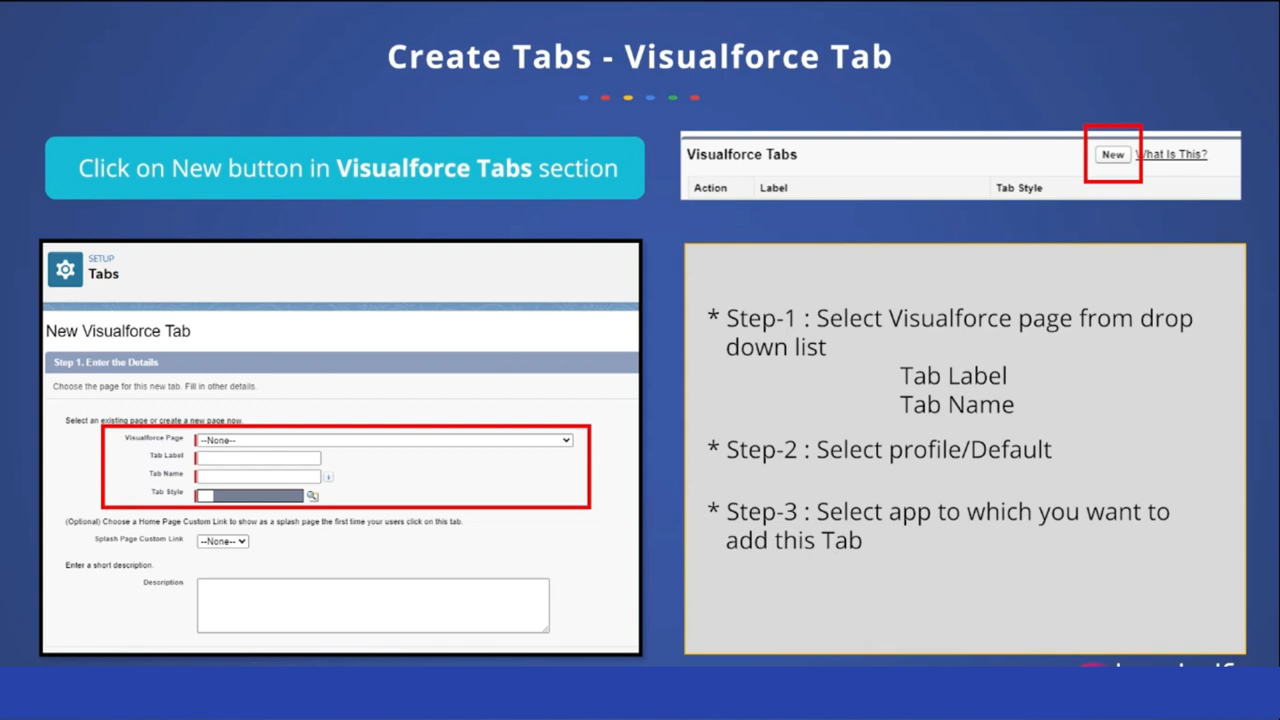 Create Tabs - Visualforce Tab
Click on New button in Visualforce Tabs section
Visualforce Tabs
New
What Is This?
Action
Label
Tab Style
SETUP
Tabs
New Visualforce Tab
Step 1. Enter the Details
Choose the page for this new tab. Fill in other details.
Select an existing page or create a new page now.
Visualforce Page
--None--
Tab Label
Tab Name
i
Tab Style
(Optional) Choose a Home Page Custom Link to show as a splash page the first time your users click on this tab.
Splash Page Custom Link
--None--
Enter a short description.
Description
* Step-1 : Select Visualforce page from drop
down list
Tab Label
Tab Name
* Step-2 : Select profile/Default
* Step-3 : Select app to which you want to
add this Tab